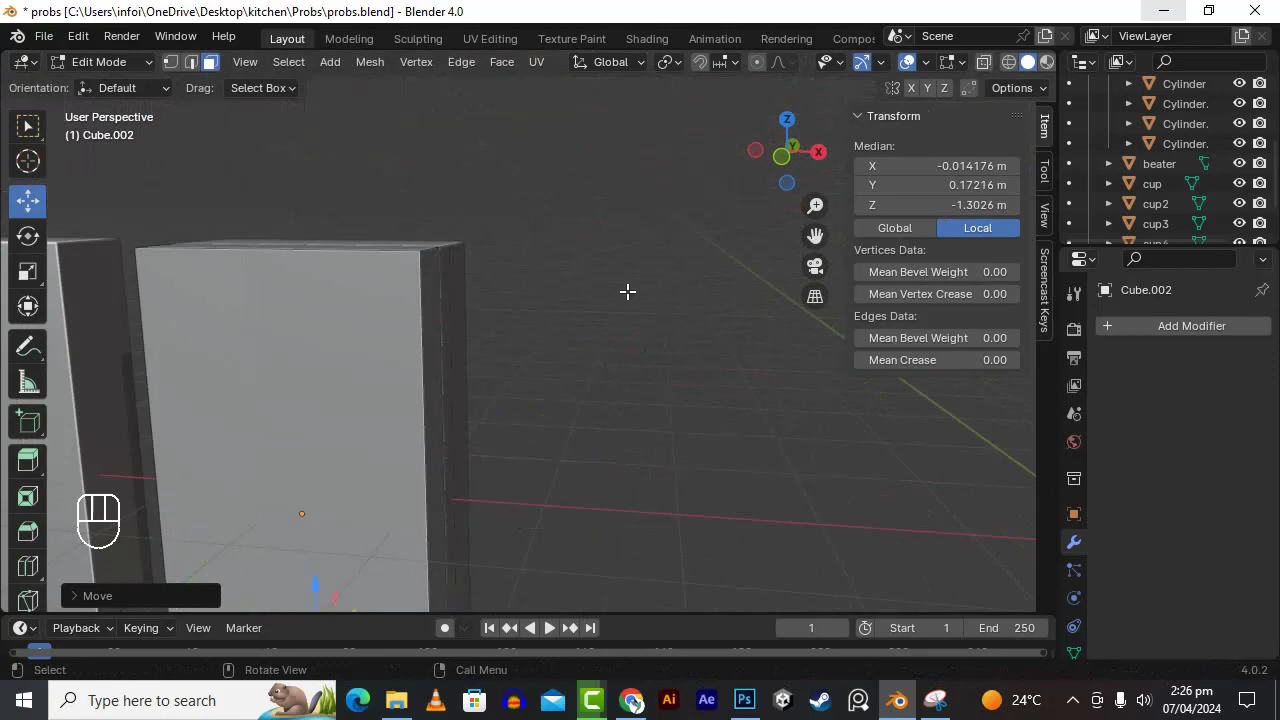 * probs [C:\Users\infoi\OneDrive\Desktop\kitchen\Probs\probs.blend] - Blender 4.0
File Edit Render Window Help Layout Modeling Sculpting UV Editing Texture Paint Shading Animation Rendering Compos Scene ViewLayer
Edit Mode View Select Add Mesh Vertex Edge Face UV Global
Orientation: Default Drag: Select Box X Y Z Options
User Perspective
(1) Cube.002
Z
Y
X
Transform
Median:
X -0.014176 m
Y 0.17216 m
Z -1.3026 m
Global Local
Vertices Data:
Mean Bevel Weight 0.00
Mean Vertex Crease 0.00
Edges Data:
Mean Bevel Weight 0.00
Mean Crease 0.00
Item
Tool
View
Screencast Keys
Cylinder
Cylinder.
Cylinder.
Cylinder.
beater
cup
cup2
cup3
Cube.002
Add Modifier
Move
Playback Keying View Marker 1 Start 1 End 250
Select Rotate View Call Menu 4.0.2
Type here to search
Ai Ae Ps 24°C 2:26 pm
07/04/2024